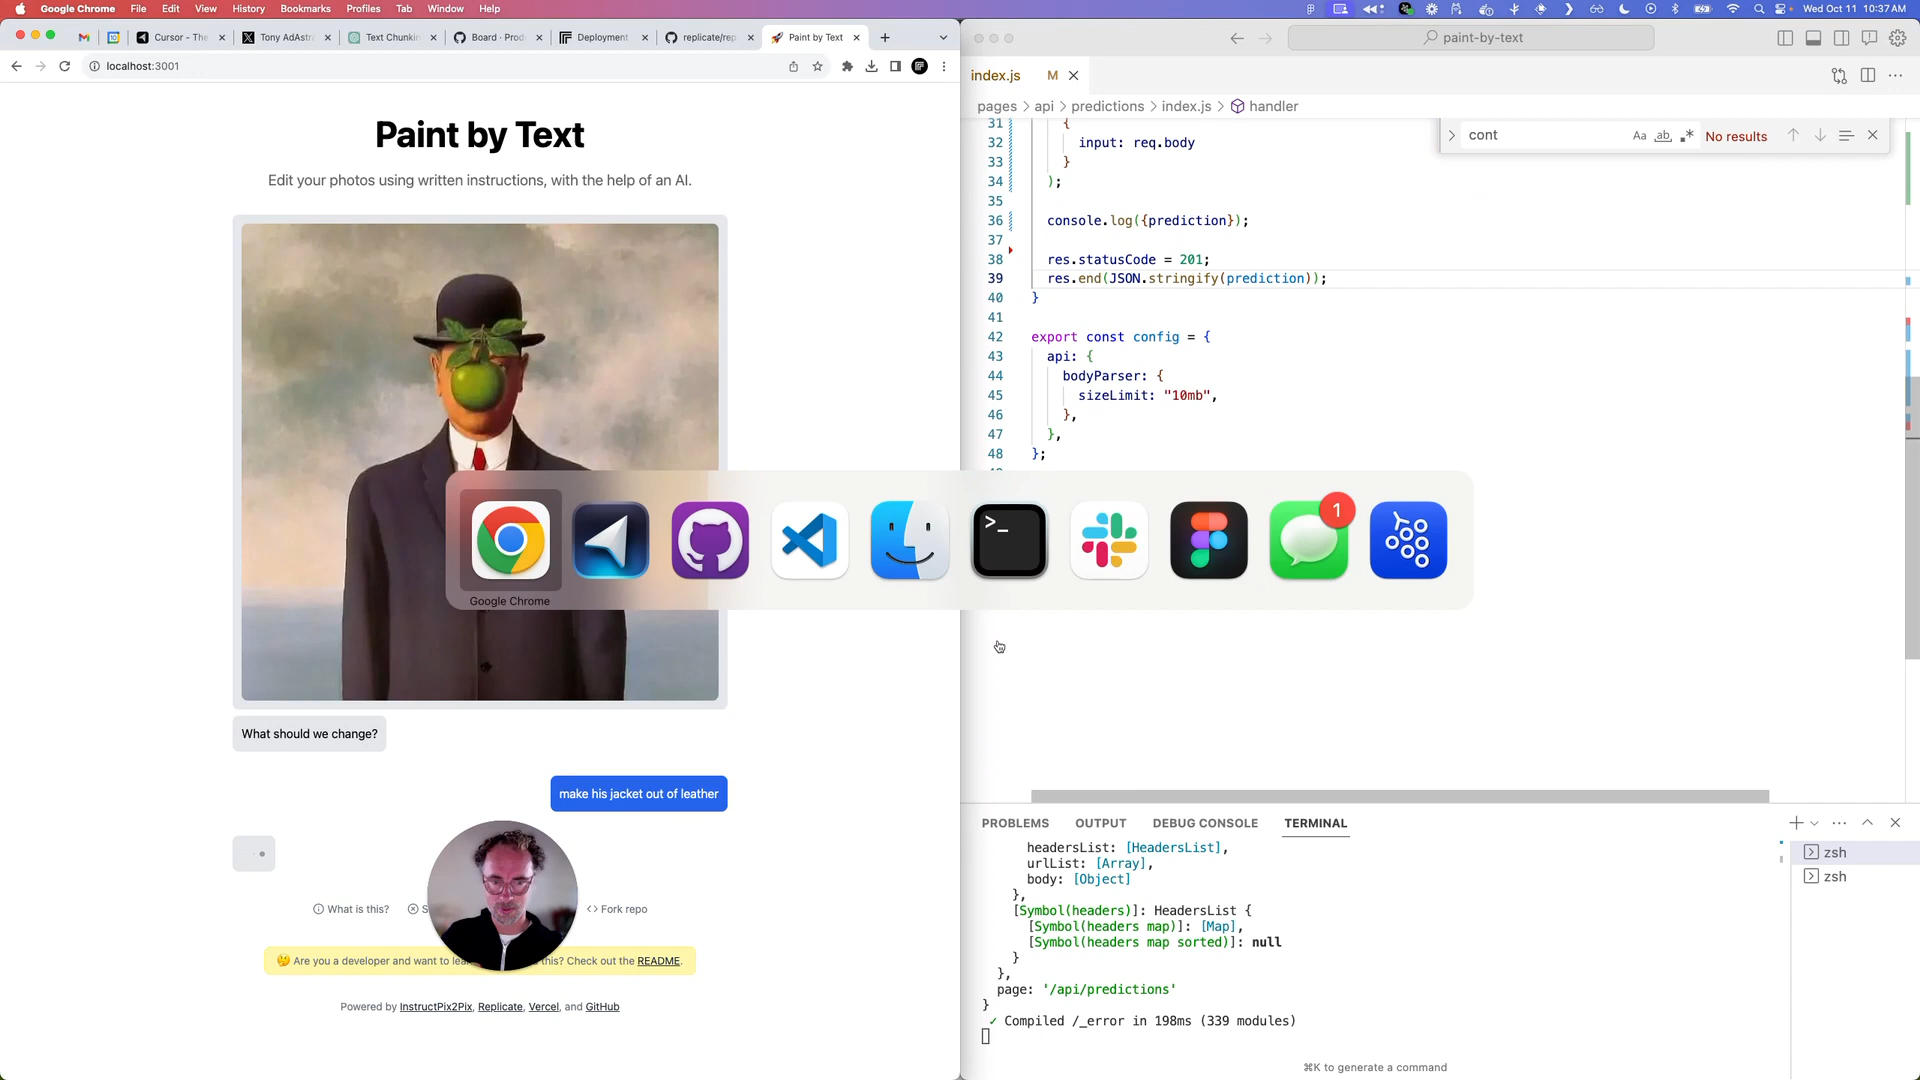 Google Chrome File Edit View History Bookmarks Profiles Tab Window Help
Wed Oct 11 10:37 AM
Cursor - The
Tony AdAstra
Text Chunkin
Board · Prod
Deployment
replicate/rep
Paint by Text
localhost:3001
Paint by Text
Edit your photos using written instructions, with the help of an AI.
What should we change?
make his jacket out of leather
What is this?
Fork repo
🤔 Are you a developer and want to
this? Check out the README.
Powered by InstructPix2Pix, Replicate, Vercel, and GitHub
>_
1
Google Chrome
paint-by-text
index.js M
pages > api > predictions > index.js > handler
cont
Aa ab .* No results
31 {
32 input: req.body
33 }
34 );
35
36 console.log({prediction});
37
38 res.statusCode = 201;
39 res.end(JSON.stringify(prediction));
40 }
41
42 export const config = {
43 api: {
44 bodyParser: {
45 sizeLimit: "10mb",
46 },
47 },
48 };
PROBLEMS OUTPUT DEBUG CONSOLE TERMINAL
headersList: [HeadersList],
urlList: [Array],
body: [Object]
},
[Symbol(headers)]: HeadersList {
[Symbol(headers map)]: [Map],
[Symbol(headers map sorted)]: null
}
},
page: '/api/predictions'
}
✓ Compiled /_error in 198ms (339 modules)
zsh
zsh
⌘K to generate a command